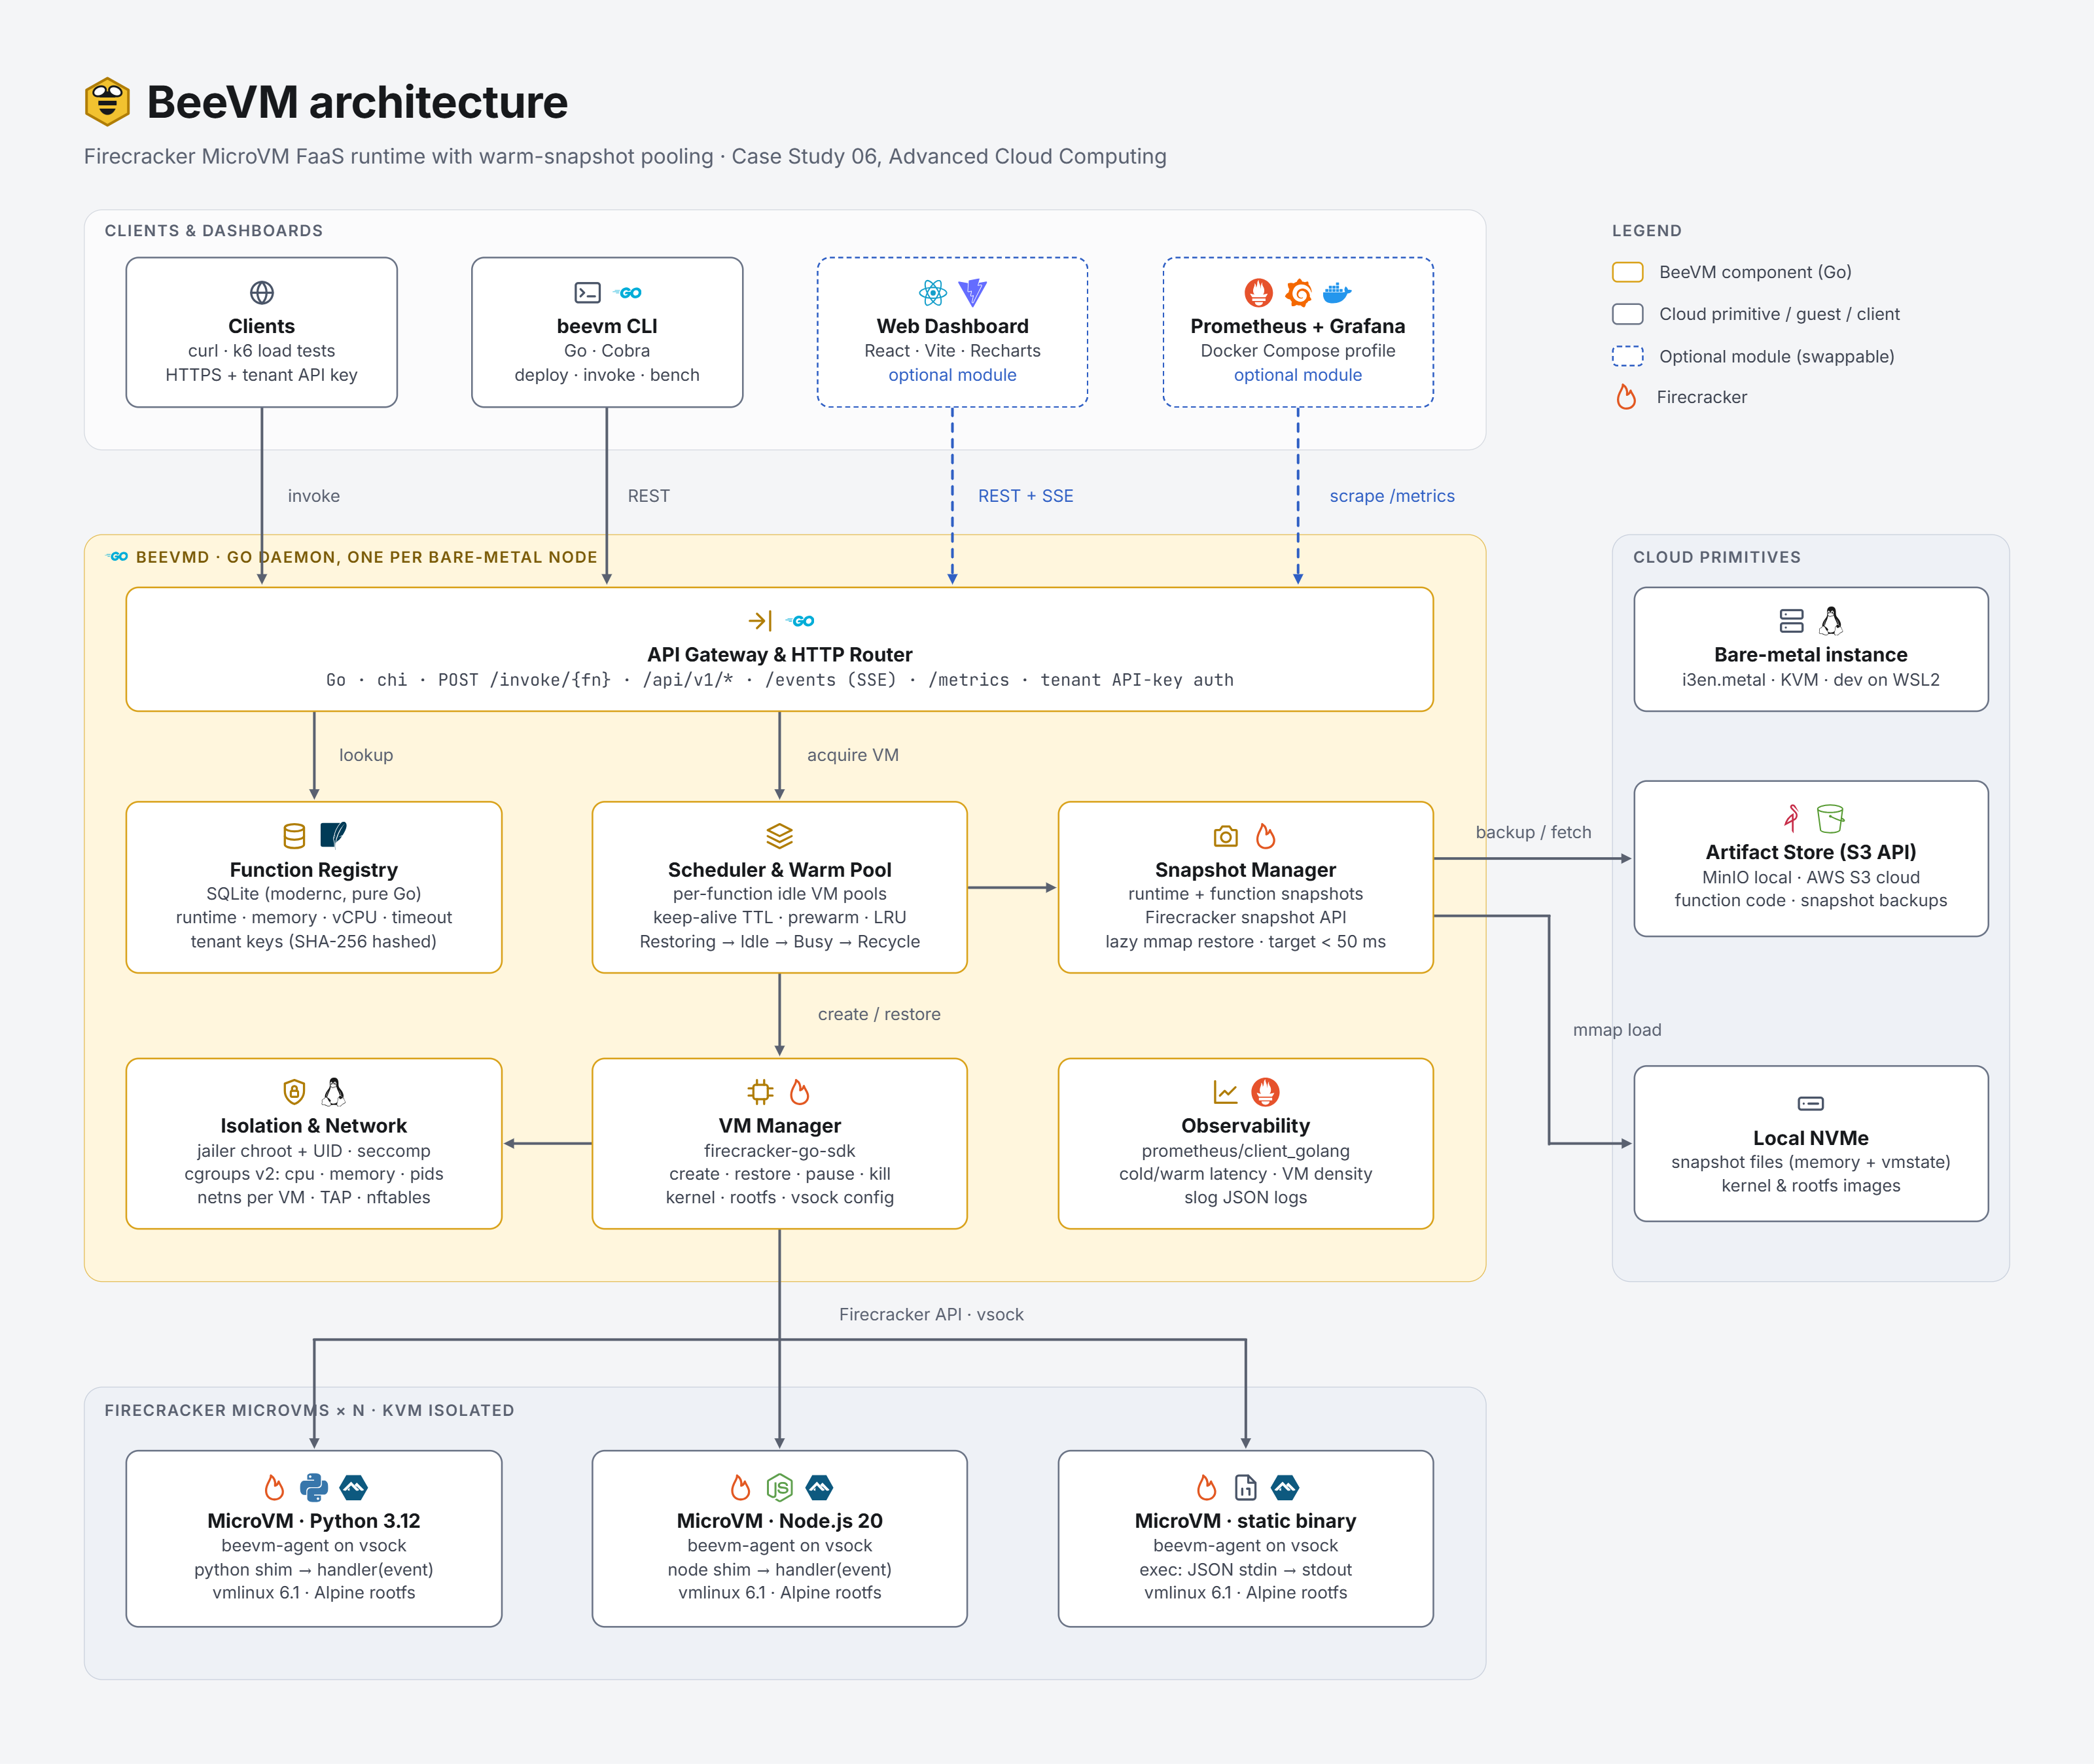 BeeVM architecture
Firecracker MicroVM FaaS runtime with warm-snapshot pooling · Case Study 06, Advanced Cloud Computing
CLIENTS & DASHBOARDS
Clients
curl · k6 load tests
HTTPS + tenant API key
GO
beevm CLI
Go · Cobra
deploy · invoke · bench
Web Dashboard
React · Vite · Recharts
optional module
Prometheus + Grafana
Docker Compose profile
optional module
LEGEND
BeeVM component (Go)
Cloud primitive / guest / client
Optional module (swappable)
Firecracker
invoke
REST
REST + SSE
scrape /metrics
GO BEEVMD · GO DAEMON, ONE PER BARE-METAL NODE
GO
API Gateway & HTTP Router
Go · chi · POST /invoke/{fn} · /api/v1/* · /events (SSE) · /metrics · tenant API-key auth
lookup
acquire VM
Function Registry
SQLite (modernc, pure Go)
runtime · memory · vCPU · timeout
tenant keys (SHA-256 hashed)
Scheduler & Warm Pool
per-function idle VM pools
keep-alive TTL · prewarm · LRU
Restoring → Idle → Busy → Recycle
Snapshot Manager
runtime + function snapshots
Firecracker snapshot API
lazy mmap restore · target < 50 ms
create / restore
Isolation & Network
jailer chroot + UID · seccomp
cgroups v2: cpu · memory · pids
netns per VM · TAP · nftables
VM Manager
firecracker-go-sdk
create · restore · pause · kill
kernel · rootfs · vsock config
Observability
prometheus/client_golang
cold/warm latency · VM density
slog JSON logs
CLOUD PRIMITIVES
Bare-metal instance
i3en.metal · KVM · dev on WSL2
backup / fetch
Artifact Store (S3 API)
MinIO local · AWS S3 cloud
function code · snapshot backups
mmap load
Local NVMe
snapshot files (memory + vmstate)
kernel & rootfs images
Firecracker API · vsock
FIRECRACKER MICROVMS × N · KVM ISOLATED
MicroVM · Python 3.12
beevm-agent on vsock
python shim → handler(event)
vmlinux 6.1 · Alpine rootfs
JS
MicroVM · Node.js 20
beevm-agent on vsock
node shim → handler(event)
vmlinux 6.1 · Alpine rootfs
MicroVM · static binary
beevm-agent on vsock
exec: JSON stdin → stdout
vmlinux 6.1 · Alpine rootfs